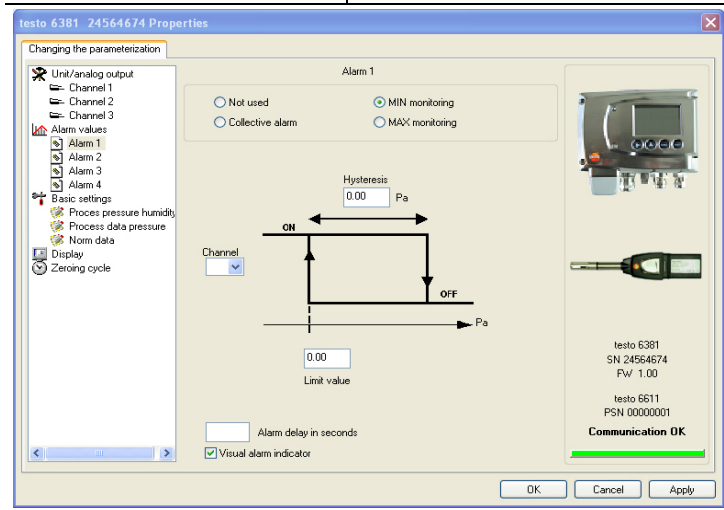 testo 6381 24564674 Properties
Changing the parameterization
Unit/analog output
Channel 1
Channel 2
Channel 3
Alarm values
Alarm 1
Alarm 2
Alarm 3
Alarm 4
Basic settings
Proces pressure humidity
Process data pressure
Norm data
Display
Zeroing cycle
Alarm 1
Not used
MIN monitoring
Collective alarm
MAX monitoring
Hysteresis
0.00 Pa
ON
Channel
OFF
Pa
0.00
Limit value
Alarm delay in seconds
Visual alarm indicator
testo 6381
SN 24564674
FW 1.00
testo 6611
PSN 00000001
Communication OK
OK Cancel Apply